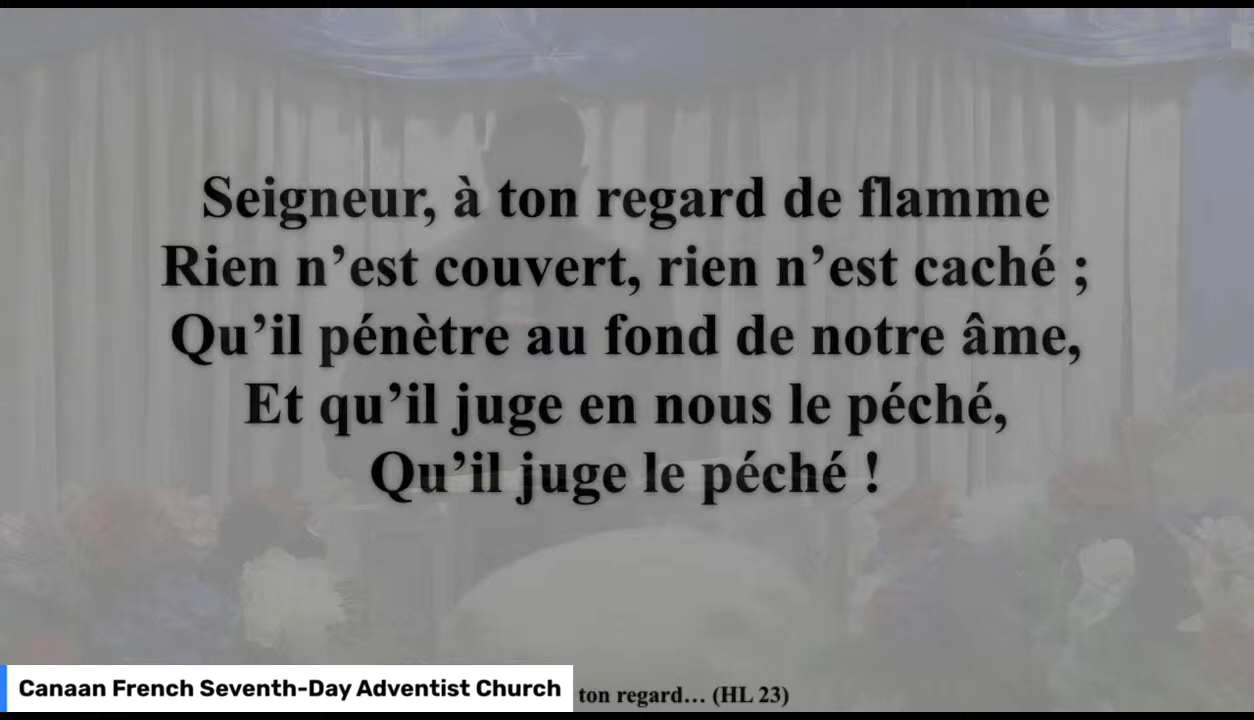 Seigneur, à ton regard de flamme
Rien n’est couvert, rien n’est caché ;
Qu’il pénètre au fond de notre âme,
Et qu’il juge en nous le péché,
Qu’il juge le péché !
Canaan French Seventh-Day Adventist Church
ton regard… (HL 23)